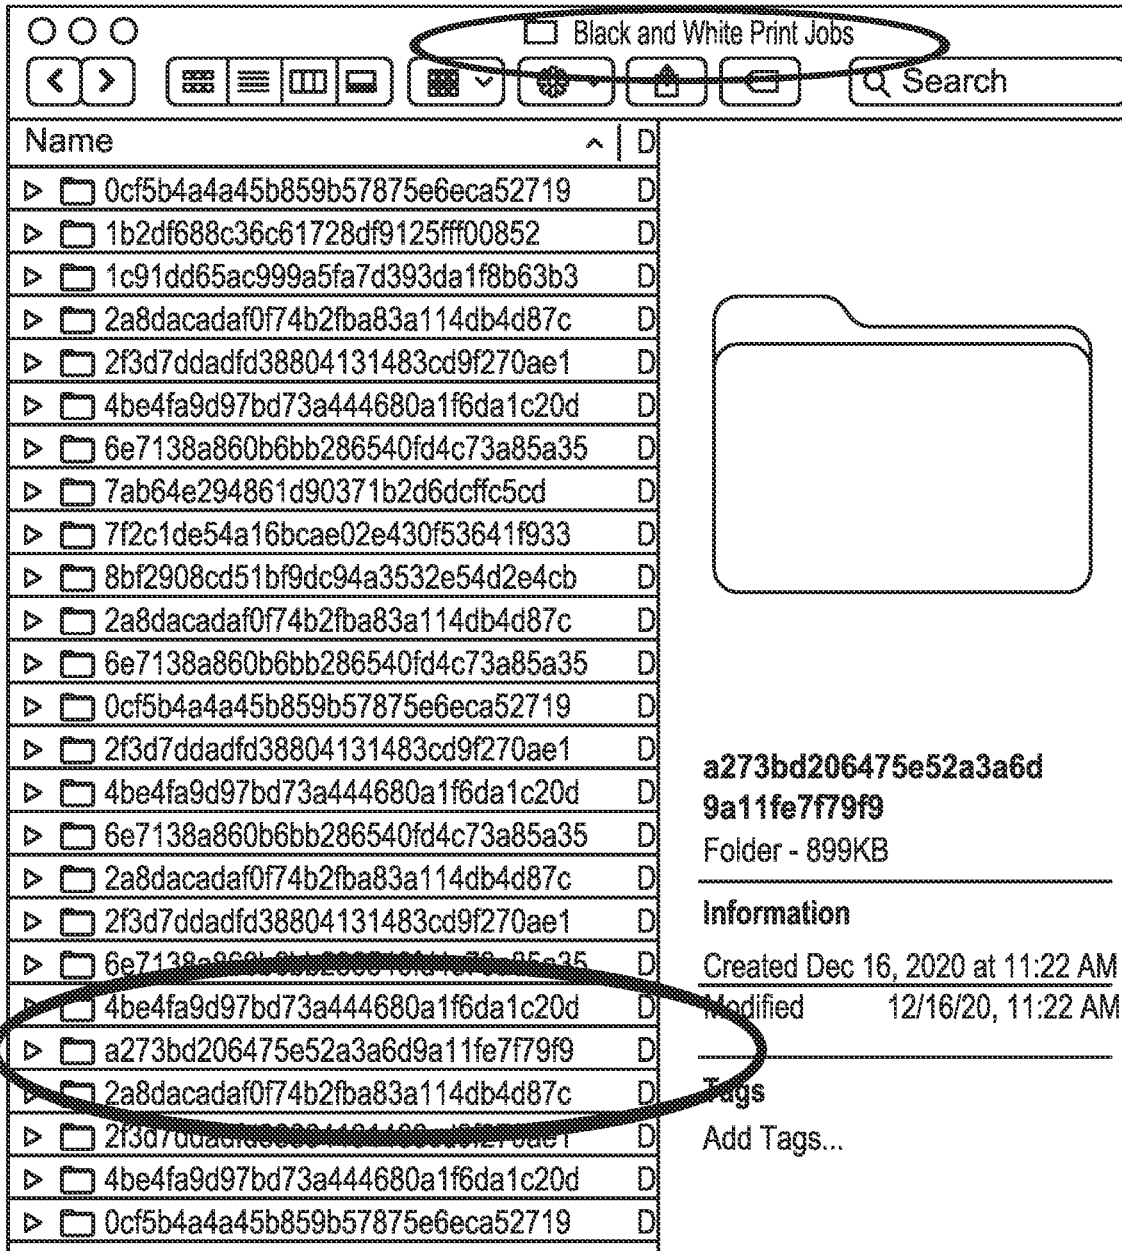 Black and White Print Jobs
Search
Name D
0cf5b4a4a45b859b57875e6eca52719 D
1b2df688c36c61728df9125fff00852 D
1c91dd65ac999a5fa7d393da1f8b63b3 D
2a8dacadaf0f74b2fba83a114db4d87c D
2f3d7ddadfd38804131483cd9f270ae1 D
4be4fa9d97bd73a444680a1f6da1c20d D
6e7138a860b6bb286540fd4c73a85a35 D
7ab64e294861d90371b2d6dcffc5cd D
7f2c1de54a16bcae02e430f53641f933 D
8bf2908cd51bf9dc94a3532e54d2e4cb D
2a8dacadaf0f74b2fba83a114db4d87c D
6e7138a860b6bb286540fd4c73a85a35 D
0cf5b4a4a45b859b57875e6eca52719 D
2f3d7ddadfd38804131483cd9f270ae1 D
4be4fa9d97bd73a444680a1f6da1c20d D
6e7138a860b6bb286540fd4c73a85a35 D
2a8dacadaf0f74b2fba83a114db4d87c D
2f3d7ddadfd38804131483cd9f270ae1 D
6e7138a860b6bb286540fd4c73a85a35 D
4be4fa9d97bd73a444680a1f6da1c20d D
a273bd206475e52a3a6d9a11fe7f79f9 D
2a8dacadaf0f74b2fba83a114db4d87c D
2f3d7ddadfd38804131483cd9f270ae1 D
4be4fa9d97bd73a444680a1f6da1c20d D
0cf5b4a4a45b859b57875e6eca52719 D
a273bd206475e52a3a6d
9a11fe7f79f9
Folder - 899KB
Information
Created Dec 16, 2020 at 11:22 AM
Modified 12/16/20, 11:22 AM
Tags
Add Tags...